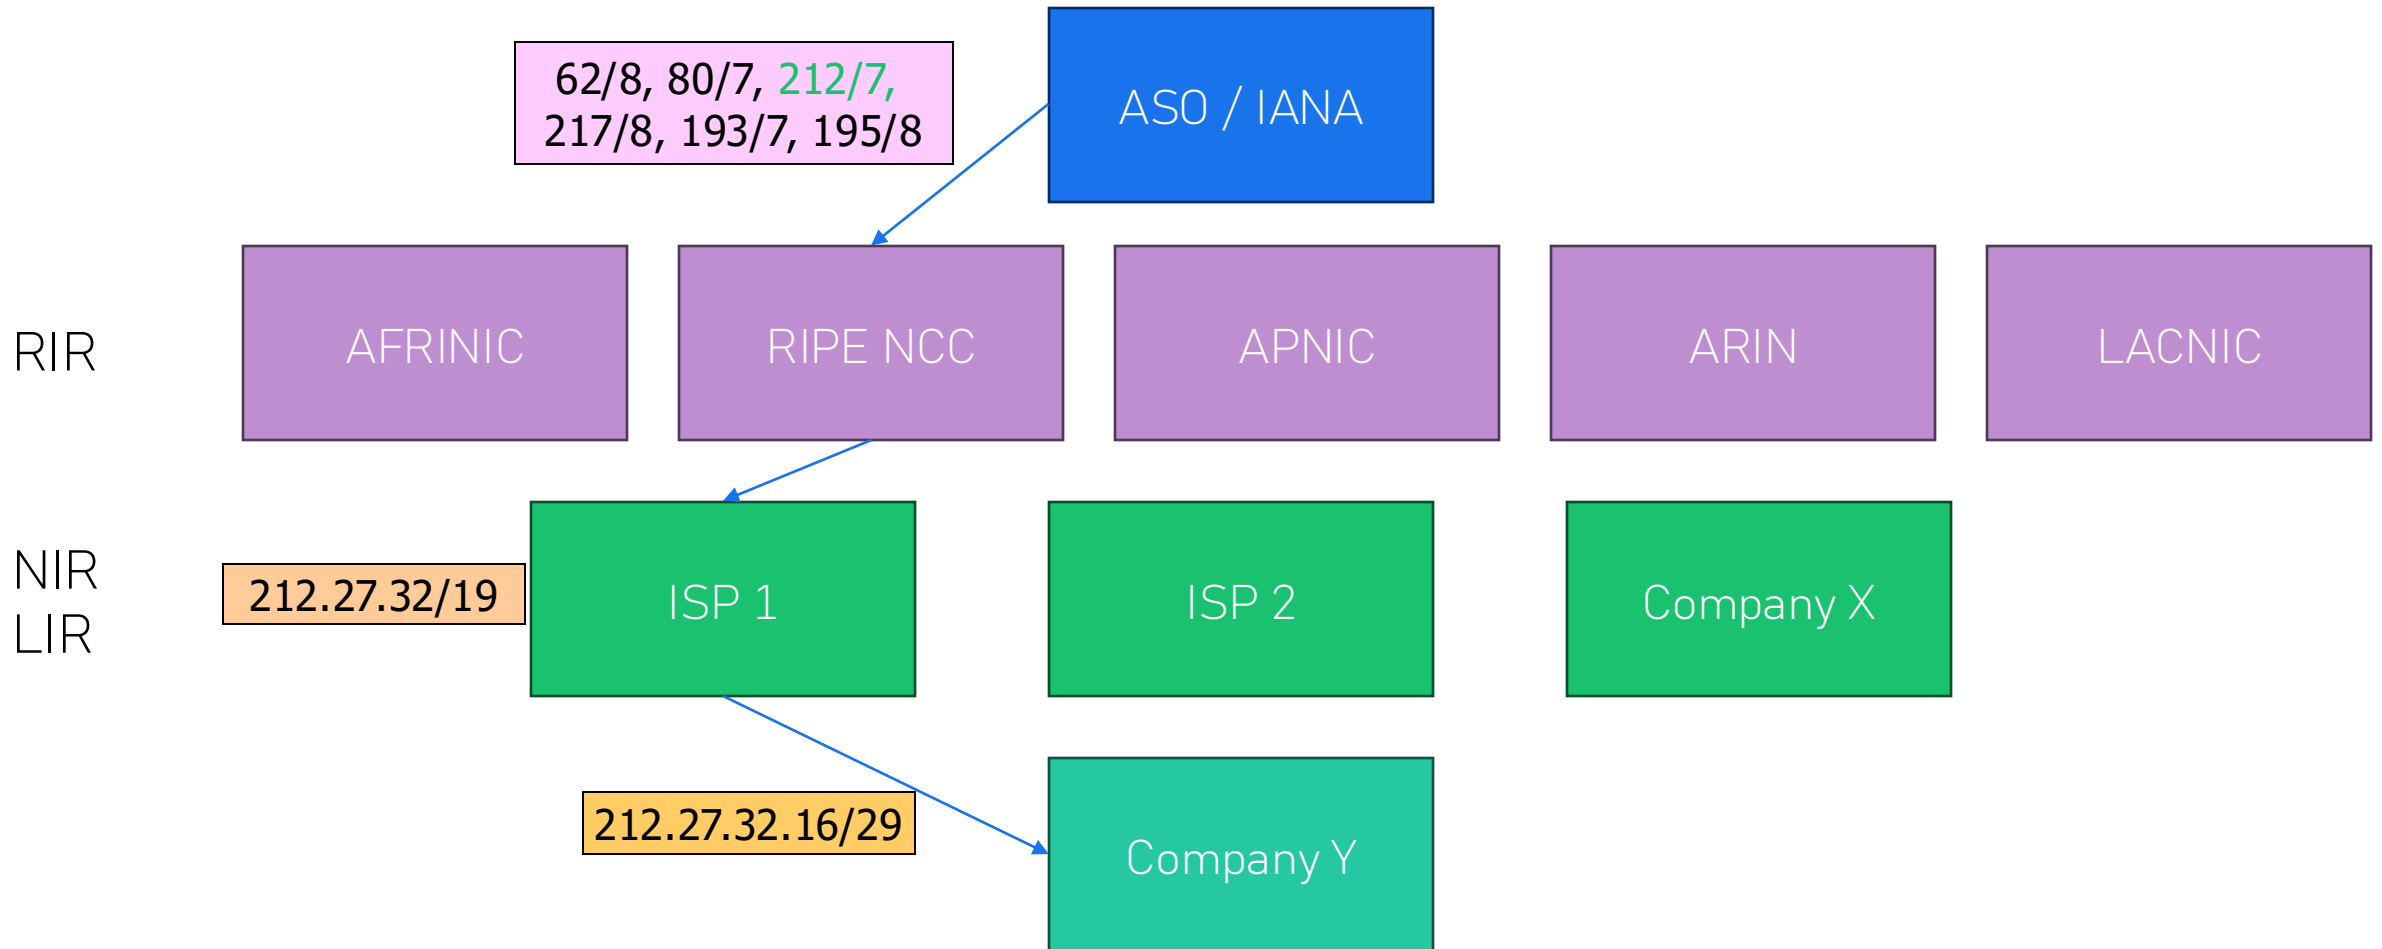 62/8, 80/7, 212/7,
217/8, 193/7, 195/8
ASO / IANA
RIR
AFRINIC
RIPE NCC
APNIC
ARIN
LACNIC
NIR
LIR
212.27.32/19
ISP 1
ISP 2
Company X
212.27.32.16/29
Company Y